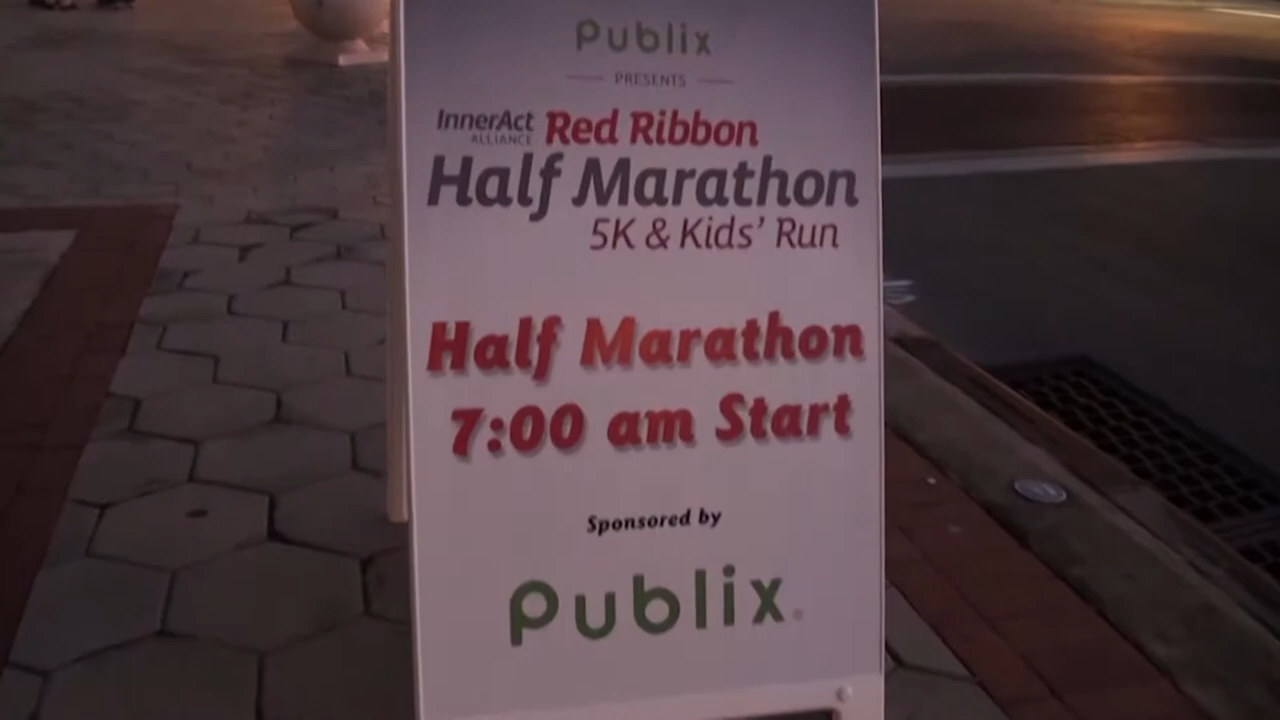 Publix
PRESENTS
InnerAct ALLIANCE Red Ribbon
Half Marathon
5K & Kids' Run
Half Marathon
7:00 am Start
Sponsored by
Publix